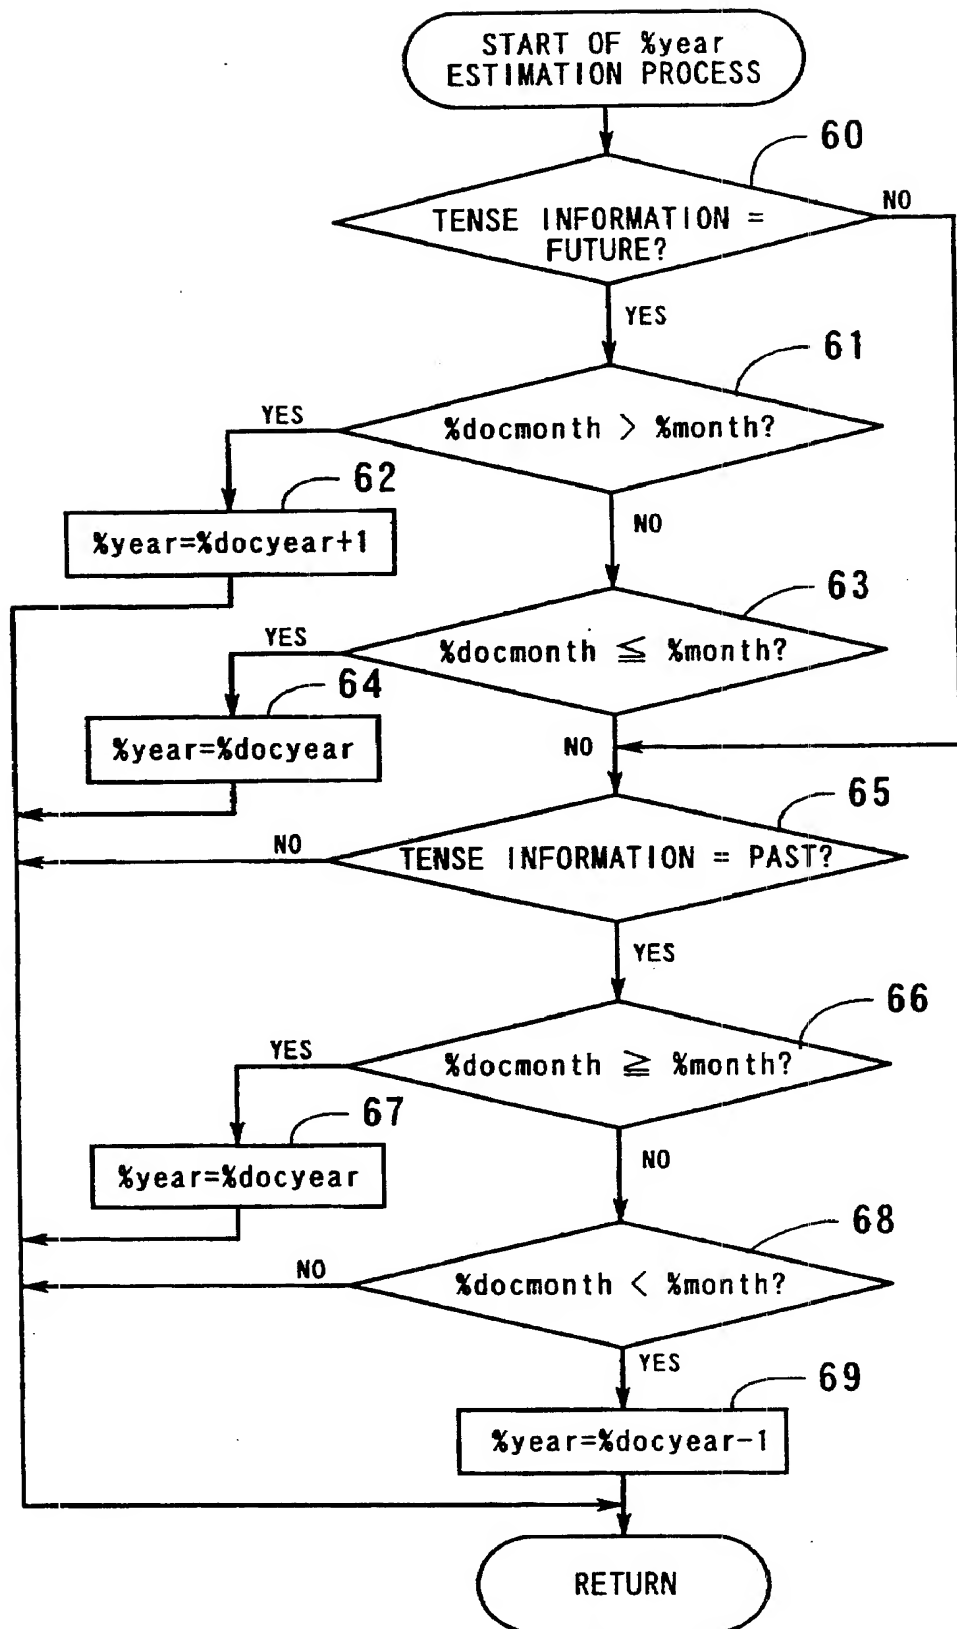 START OF %year
ESTIMATION PROCESS
60
NO
TENSE INFORMATION =
FUTURE?
YES
61
YES
%docmonth > %month?
62
NO
%year=%docyear+1
63
YES
%docmonth ≦ %month?
64
%year=%docyear
NO
65
NO
TENSE INFORMATION = PAST?
YES
66
YES
%docmonth ≧ %month?
67
NO
%year=%docyear
68
NO
%docmonth < %month?
YES
69
%year=%docyear-1
RETURN